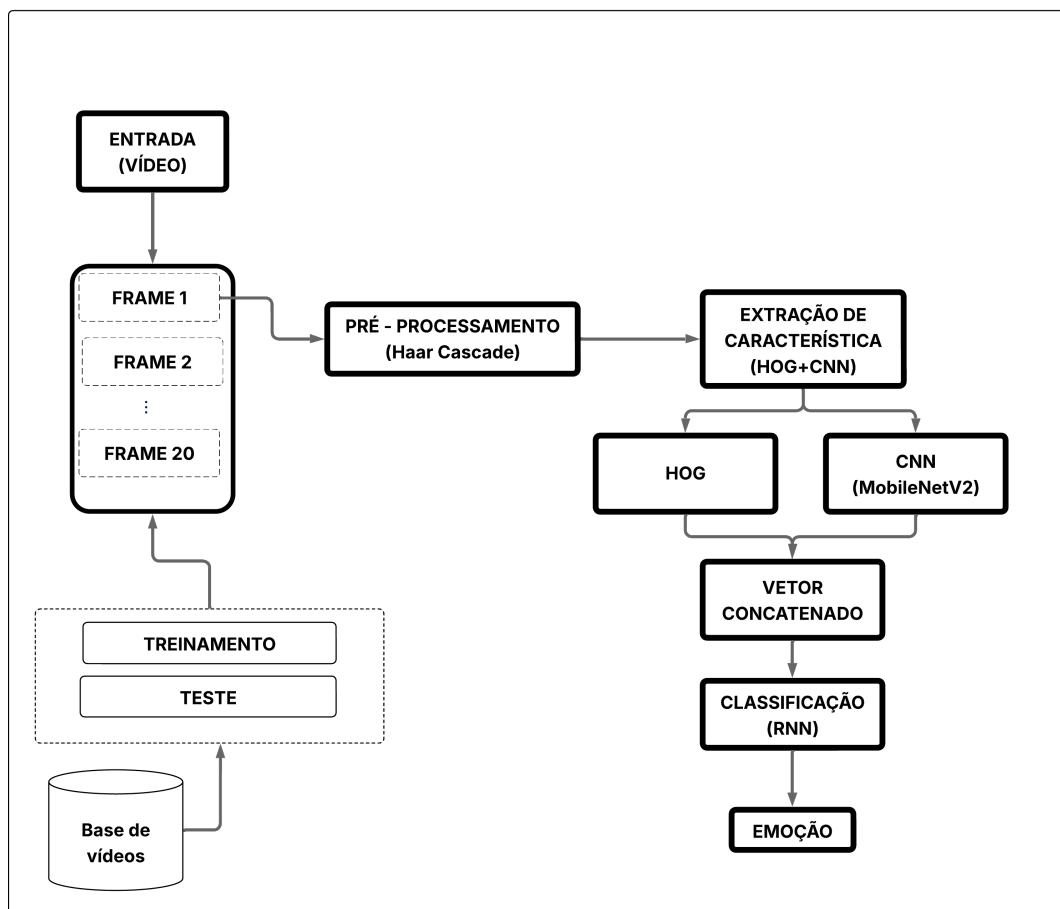 ENTRADA
(VÍDEO)
FRAME 1
FRAME 2
...
FRAME 20
PRÉ - PROCESSAMENTO
(Haar Cascade)
EXTRAÇÃO DE
CARACTERÍSTICA
(HOG+CNN)
HOG
CNN
(MobileNetV2)
VETOR
CONCATENADO
CLASSIFICAÇÃO
(RNN)
EMOÇÃO
TREINAMENTO
TESTE
Base de
vídeos